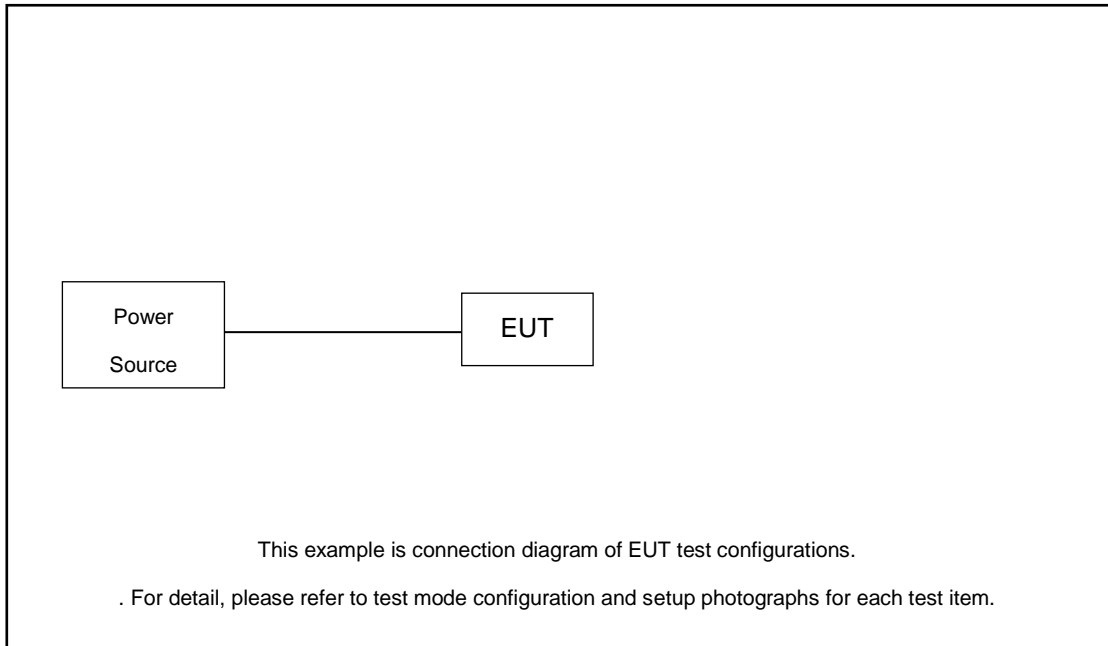 Power
Source
EUT
This example is connection diagram of EUT test configurations.
. For detail, please refer to test mode configuration and setup photographs for each test item.